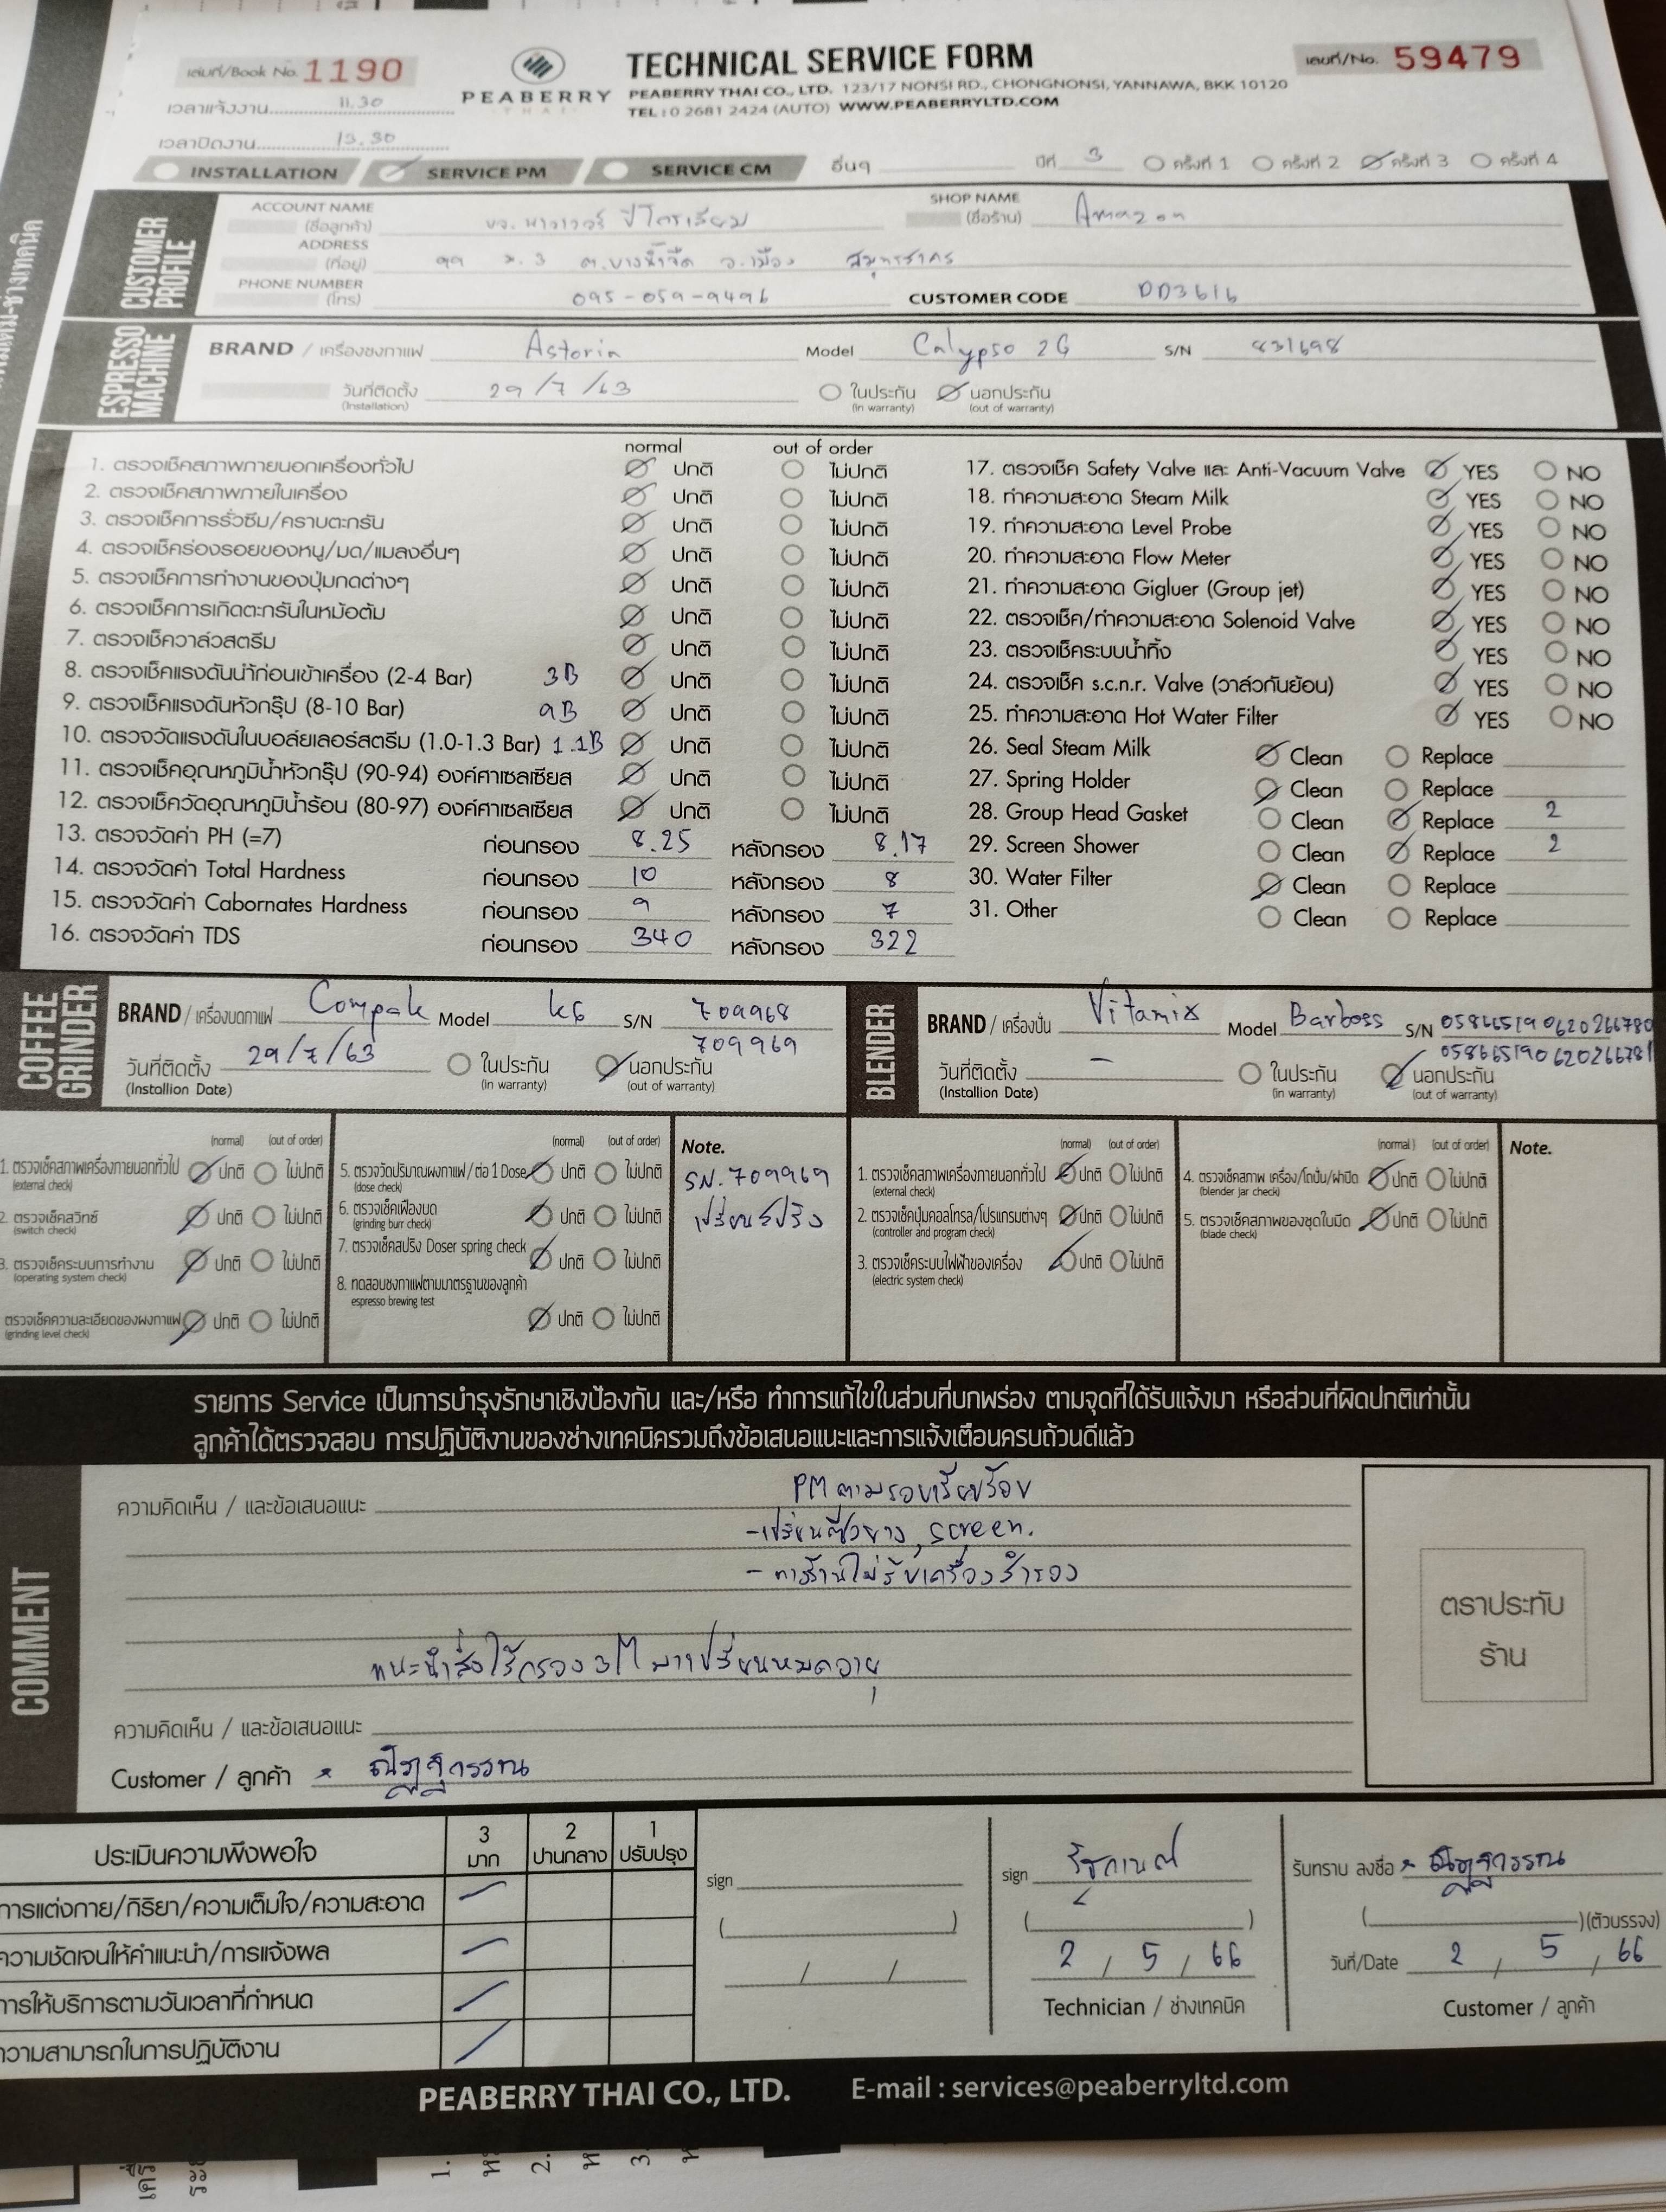 เล่มที่/Book No. 1190
PEABERRY
THAI
TECHNICAL SERVICE FORM
PEABERRY THAI CO., LTD. 123/17 NONSI RD., CHONGNONSI, YANNAWA, BKK 10120
TEL : 0 2681 2424 (AUTO) WWW.PEABERRYLTD.COM
เลขที่/No. 59479
เวลาแจ้งงาน 11.30
เวลาปิดงาน 13.30
INSTALLATION SERVICE PM SERVICE CM อื่นๆ ปีที่ 3 ครั้งที่ 1 ครั้งที่ 2 ครั้งที่ 3 ครั้งที่ 4
CUSTOMER PROFILE
ACCOUNT NAME (ชื่อลูกค้า) ปิโตรเลียม SHOP NAME (ชื่อร้าน) Amazon
ADDRESS (ที่อยู่) ๑๑ ม. 3 ต. บางน้ำจืด อ. เมือง สมุทรสาคร
PHONE NUMBER (โทร) 095-059-9496 CUSTOMER CODE DD3616
ESPRESSO MACHINE
BRAND / เครื่องชงกาแฟ Astoria Model Calypso 2G S/N 831698
วันที่ติดตั้ง (Installation) 29/7/63 ในประกัน (in warranty) นอกประกัน (out of warranty)
normal out of order
1. ตรวจเช็คสภาพภายนอกเครื่องทั่วไป ปกติ ไม่ปกติ
2. ตรวจเช็คสภาพภายในเครื่อง ปกติ ไม่ปกติ
3. ตรวจเช็คการรั่วซึม/คราบตะกรัน ปกติ ไม่ปกติ
4. ตรวจเช็คร่องรอยของหนู/มด/แมลงอื่นๆ ปกติ ไม่ปกติ
5. ตรวจเช็คการทำงานของปุ่มกดต่างๆ ปกติ ไม่ปกติ
6. ตรวจเช็คการเกิดตะกรันในหม้อต้ม ปกติ ไม่ปกติ
7. ตรวจเช็ควาล์วสตรีม ปกติ ไม่ปกติ
8. ตรวจเช็คแรงดันน้ำก่อนเข้าเครื่อง (2-4 Bar) 3B ปกติ ไม่ปกติ
9. ตรวจเช็คแรงดันหัวกรุ๊ป (8-10 Bar) 9B ปกติ ไม่ปกติ
10. ตรวจวัดแรงดันในบอล์ยเลอร์สตรีม (1.0-1.3 Bar) 1.1B ปกติ ไม่ปกติ
11. ตรวจเช็คอุณหภูมิน้ำหัวกรุ๊ป (90-94) องค์ศาเซลเซียส ปกติ ไม่ปกติ
12. ตรวจเช็ควัดอุณหภูมิน้ำร้อน (80-97) องค์ศาเซลเซียส ปกติ ไม่ปกติ
13. ตรวจวัดค่า PH (=7) ก่อนกรอง 8.25 หลังกรอง 8.17
14. ตรวจวัดค่า Total Hardness ก่อนกรอง 10 หลังกรอง 8
15. ตรวจวัดค่า Cabornates Hardness ก่อนกรอง 9 หลังกรอง 7
16. ตรวจวัดค่า TDS ก่อนกรอง 340 หลังกรอง 322
17. ตรวจเช็ค Safety Valve และ Anti-Vacuum Valve YES NO
18. ทำความสะอาด Steam Milk YES NO
19. ทำความสะอาด Level Probe YES NO
20. ทำความสะอาด Flow Meter YES NO
21. ทำความสะอาด Gigluer (Group jet) YES NO
22. ตรวจเช็ค/ทำความสะอาด Solenoid Valve YES NO
23. ตรวจเช็คระบบน้ำทิ้ง YES NO
24. ตรวจเช็ค s.c.n.r. Valve (วาล์วกันย้อน) YES NO
25. ทำความสะอาด Hot Water Filter YES NO
26. Seal Steam Milk Clean Replace
27. Spring Holder Clean Replace
28. Group Head Gasket Clean Replace 2
29. Screen Shower Clean Replace 2
30. Water Filter Clean Replace
31. Other Clean Replace
COFFEE GRINDER
BRAND / เครื่องบดกาแฟ Compak Model k6 S/N 709968
709969
วันที่ติดตั้ง (Installion Date) 29/7/63 ในประกัน (in warranty) นอกประกัน (out of warranty)
BLENDER
BRAND / เครื่องปั่น Vitamix Model Barboss S/N 058665190620266780
058665190620266781
วันที่ติดตั้ง (Installion Date) - ในประกัน (in warranty) นอกประกัน (out of warranty)
(normal) (out of order)
1. ตรวจเช็คสภาพเครื่องภายนอกทั่วไป (external check) ปกติ ไม่ปกติ
2. ตรวจเช็คสวิทช์ (switch check) ปกติ ไม่ปกติ
3. ตรวจเช็คระบบการทำงาน (operating system check) ปกติ ไม่ปกติ
ตรวจเช็คความละเอียดของผงกาแฟ (grinding level check) ปกติ ไม่ปกติ
(normal) (out of order)
5. ตรวจวัดปริมาณผงกาแฟ/ต่อ 1 Dose (dose check) ปกติ ไม่ปกติ
6. ตรวจเช็คเฟืองบด (grinding burr check) ปกติ ไม่ปกติ
7. ตรวจเช็คสปริง Doser spring check ปกติ ไม่ปกติ
8. ทดสอบชงกาแฟตามมาตรฐานของลูกค้า espresso brewing test ปกติ ไม่ปกติ
Note.
SN. 709969
เปลี่ยนสปริง
(normal) (out of order)
1. ตรวจเช็คสภาพเครื่องภายนอกทั่วไป (external check) ปกติ ไม่ปกติ
2. ตรวจเช็คปุ่มคอลโทรล/โปรแกรมต่างๆ (controller and program check) ปกติ ไม่ปกติ
3. ตรวจเช็คระบบไฟฟ้าของเครื่อง (electric system check) ปกติ ไม่ปกติ
(normal ) (out of order)
4. ตรวจเช็คสภาพ เครื่อง/โถปั่น/ฝาปิด (blender jar check) ปกติ ไม่ปกติ
5. ตรวจเช็คสภาพของชุดใบมีด (blade check) ปกติ ไม่ปกติ
Note.
รายการ Service เป็นการบำรุงรักษาเชิงป้องกัน และ/หรือ ทำการแก้ไขในส่วนที่บกพร่อง ตามจุดที่ได้รับแจ้งมา หรือส่วนที่ผิดปกติเท่านั้น
ลูกค้าได้ตรวจสอบ การปฏิบัติงานของช่างเทคนิครวมถึงข้อเสนอแนะและการแจ้งเตือนครบถ้วนดีแล้ว
COMMENT
ความคิดเห็น / และข้อเสนอแนะ PM ตามรอบเรียบร้อย
-เปลี่ยนขอบยาง, screen.
- ทางร้านไม่รับเครื่องสำรอง
แนะนำสั่งไส้กรอง 3M มาเปลี่ยนหมดอายุ
ตราประทับ
ร้าน
ความคิดเห็น / และข้อเสนอแนะ
Customer / ลูกค้า
ประเมินความพึงพอใจ 3 มาก 2 ปานกลาง 1 ปรับปรุง
การแต่งกาย/กิริยา/ความเต็มใจ/ความสะอาด
ความชัดเจนให้คำแนะนำ/การแจ้งผล
การให้บริการตามวันเวลาที่กำหนด
ความสามารถในการปฏิบัติงาน
sign
sign
2 / 5 / 66
Technician / ช่างเทคนิค
รับทราบ ลงชื่อ
(ตัวบรรจง)
วันที่/Date 2 , 5 , 66
Customer / ลูกค้า
PEABERRY THAI CO., LTD. E-mail : services@peaberryltd.com